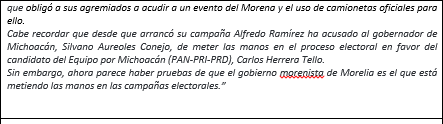 que obligó a sus agremiados a acudir a un evento del Morena y el uso de camionetas oficiales para
ello.
Cabe recordar que desde que arrancó su campaña Alfredo Ramírez ha acusado al gobernador de
Michoacán, Silvano Aureoles Conejo, de meter las manos en el proceso electoral en favor del
candidato del Equipo por Michoacán (PAN-PRI-PRD), Carlos Herrera Tello.
Sin embargo, ahora parece haber pruebas de que el gobierno morenista de Morelia es el que está
metiendo las manos en las campañas electorales."